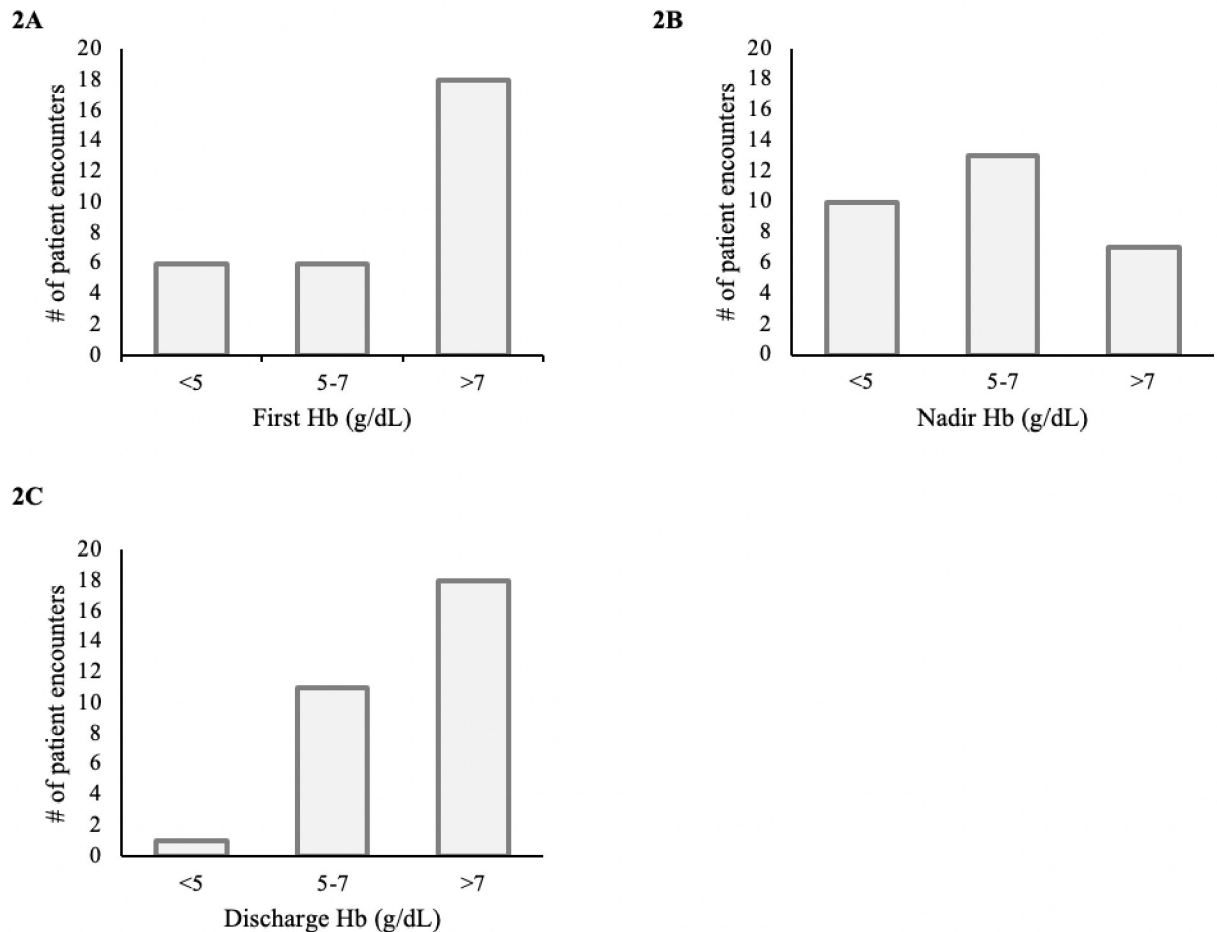 2A
# of patient encounters
20
18
16
14
12
10
8
6
4
2
0
<5 5-7 >7
First Hb (g/dL)
2B
# of patient encounters
20
18
16
14
12
10
8
6
4
2
0
<5 5-7 >7
Nadir Hb (g/dL)
2C
# of patient encounters
20
18
16
14
12
10
8
6
4
2
0
<5 5-7 >7
Discharge Hb (g/dL)